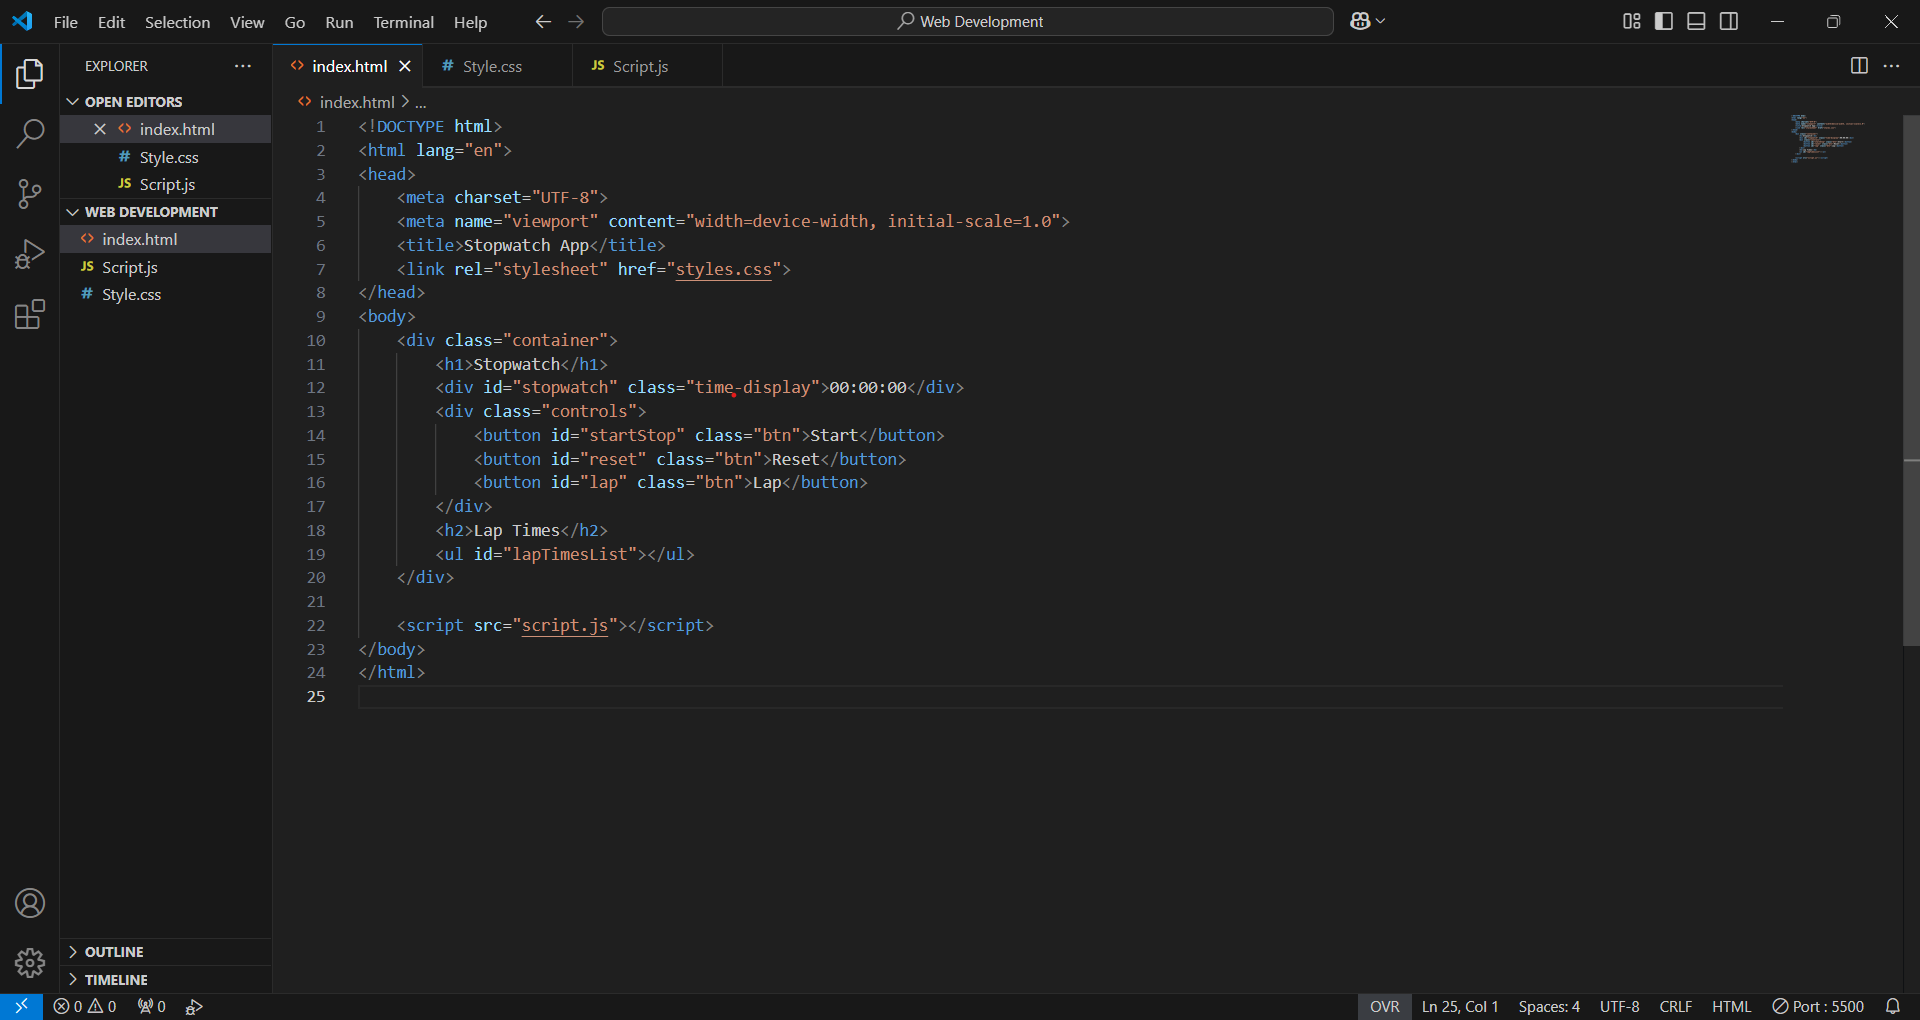 File Edit Selection View Go Run Terminal Help
Web Development
EXPLORER
OPEN EDITORS
index.html
# Style.css
JS Script.js
WEB DEVELOPMENT
index.html
JS Script.js
# Style.css
OUTLINE
TIMELINE
index.html
# Style.css
JS Script.js
index.html > ...
1 <!DOCTYPE html>
2 <html lang="en">
3 <head>
4 <meta charset="UTF-8">
5 <meta name="viewport" content="width=device-width, initial-scale=1.0">
6 <title>Stopwatch App</title>
7 <link rel="stylesheet" href="styles.css">
8 </head>
9 <body>
10 <div class="container">
11 <h1>Stopwatch</h1>
12 <div id="stopwatch" class="time-display">00:00:00</div>
13 <div class="controls">
14 <button id="startStop" class="btn">Start</button>
15 <button id="reset" class="btn">Reset</button>
16 <button id="lap" class="btn">Lap</button>
17 </div>
18 <h2>Lap Times</h2>
19 <ul id="lapTimesList"></ul>
20 </div>
21
22 <script src="script.js"></script>
23 </body>
24 </html>
25
0 0 0
OVR Ln 25, Col 1 Spaces: 4 UTF-8 CRLF HTML Port : 5500